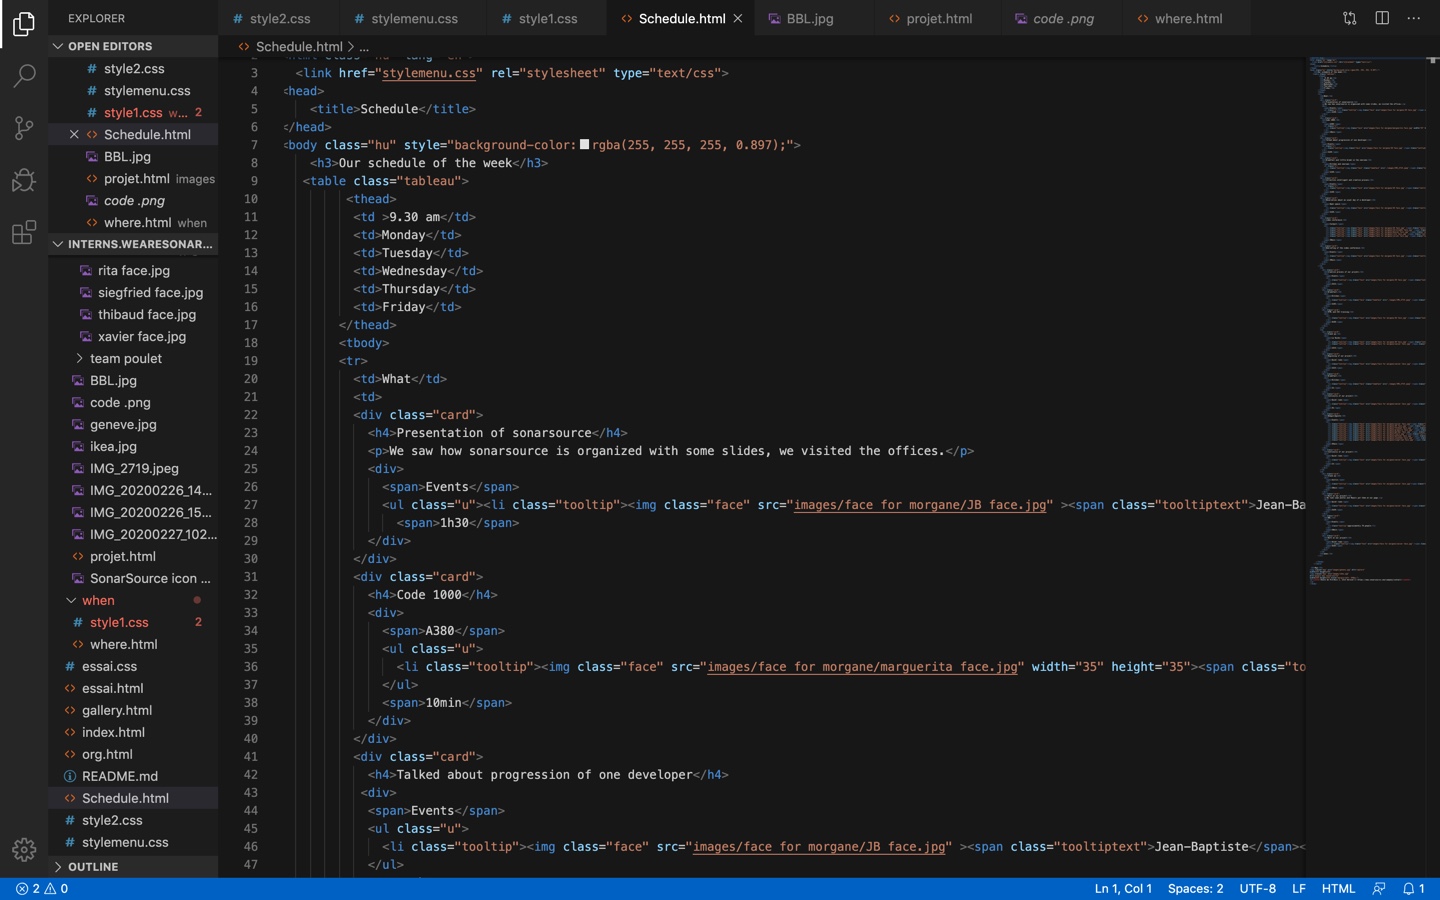 EXPLORER
style2.css
stylemenu.css
style1.css
Schedule.html
BBL.jpg
projet.html
code .png
where.html
OPEN EDITORS
style2.css
stylemenu.css
style1.css w... 2
Schedule.html
BBL.jpg
projet.html images
code .png
where.html when
INTERNS.WEARESONAR...
rita face.jpg
siegfried face.jpg
thibaud face.jpg
xavier face.jpg
team poulet
BBL.jpg
code .png
geneve.jpg
ikea.jpg
IMG_2719.jpeg
IMG_20200226_14...
IMG_20200226_15...
IMG_20200227_102...
projet.html
SonarSource icon ...
when
style1.css 2
where.html
essai.css
essai.html
gallery.html
index.html
org.html
README.md
Schedule.html
style2.css
stylemenu.css
OUTLINE
Schedule.html > ...
3 <link href="stylemenu.css" rel="stylesheet" type="text/css">
4 <head>
5 <title>Schedule</title>
6 </head>
7 <body class="hu" style="background-color: rgba(255, 255, 255, 0.897);">
8 <h3>Our schedule of the week</h3>
9 <table class="tableau">
10 <thead>
11 <td >9.30 am</td>
12 <td>Monday</td>
13 <td>Tuesday</td>
14 <td>Wednesday</td>
15 <td>Thursday</td>
16 <td>Friday</td>
17 </thead>
18 <tbody>
19 <tr>
20 <td>What</td>
21 <td>
22 <div class="card">
23 <h4>Presentation of sonarsource</h4>
24 <p>We saw how sonarsource is organized with some slides, we visited the offices.</p>
25 <div>
26 <span>Events</span>
27 <ul class="u"><li class="tooltip"><img class="face" src="images/face for morgane/JB face.jpg" ><span class="tooltiptext">Jean-Ba
28 <span>1h30</span>
29 </div>
30 </div>
31 <div class="card">
32 <h4>Code 1000</h4>
33 <div>
34 <span>A380</span>
35 <ul class="u">
36 <li class="tooltip"><img class="face" src="images/face for morgane/marguerita face.jpg" width="35" height="35"><span class="to
37 </ul>
38 <span>10min</span>
39 </div>
40 </div>
41 <div class="card">
42 <h4>Talked about progression of one developer</h4>
43 <div>
44 <span>Events</span>
45 <ul class="u">
46 <li class="tooltip"><img class="face" src="images/face for morgane/JB face.jpg" ><span class="tooltiptext">Jean-Baptiste</span><
47 </ul>
2 0
Ln 1, Col 1
Spaces: 2
UTF-8
LF
HTML
1